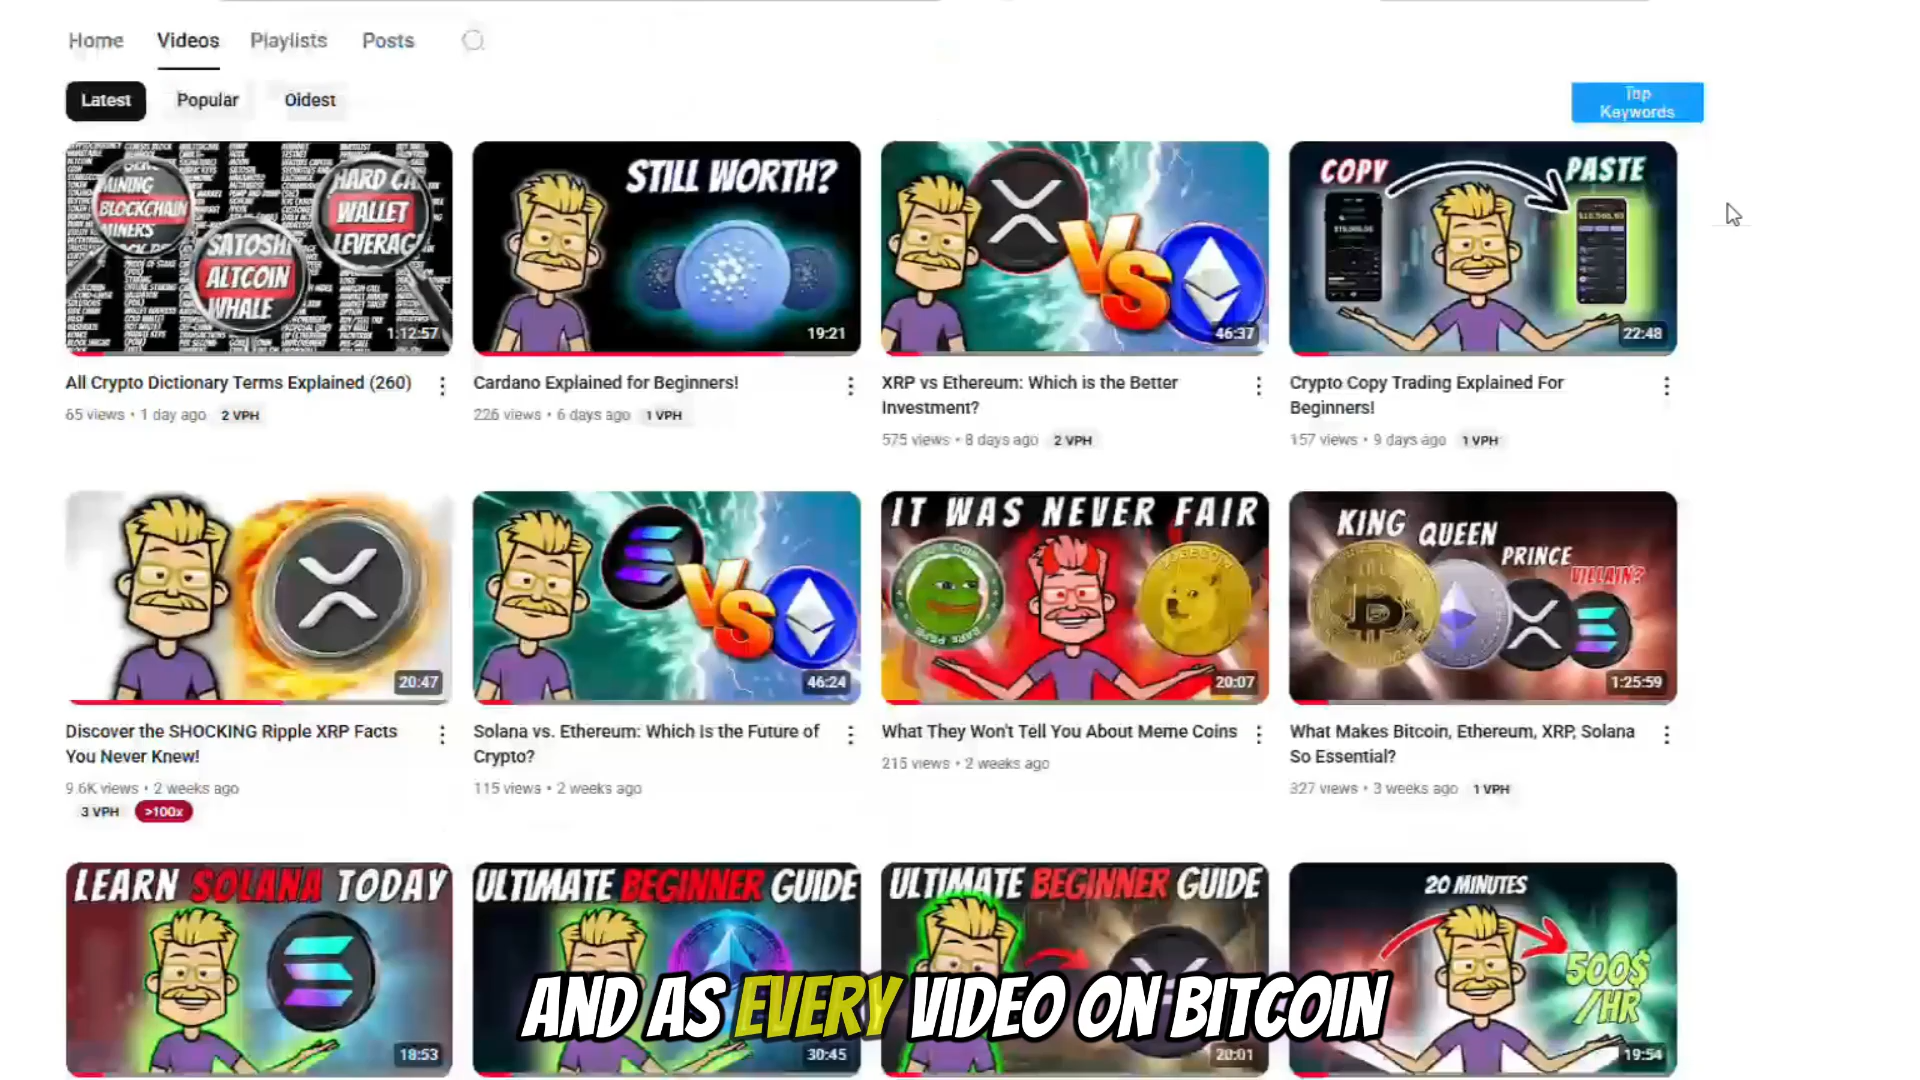 Home Videos Playlists Posts
Latest Popular Oldest
Top
Keywords
MINING
BLOCKCHAIN
MINERS
SATOSHI
ALTCOIN
WHALE
HARD CA
WALLET
LEVERAG
1:12:57
STILL WORTH?
19:21
VS
46:37
COPY
PASTE
22:48
All Crypto Dictionary Terms Explained (260)
65 views • 1 day ago 2 VPH
Cardano Explained for Beginners!
226 views • 6 days ago 1 VPH
XRP vs Ethereum: Which is the Better
Investment?
575 views • 8 days ago 2 VPH
Crypto Copy Trading Explained For
Beginners!
157 views • 9 days ago 1 VPH
20:47
VS
46:24
IT WAS NEVER FAIR
20:07
KING QUEEN
PRINCE
VILLAIN?
1:25:59
Discover the SHOCKING Ripple XRP Facts
You Never Knew!
9.6K views • 2 weeks ago
3 VPH >100x
Solana vs. Ethereum: Which Is the Future of
Crypto?
115 views • 2 weeks ago
What They Won't Tell You About Meme Coins
215 views • 2 weeks ago
What Makes Bitcoin, Ethereum, XRP, Solana
So Essential?
327 views • 3 weeks ago 1 VPH
LEARN SOLANA TODAY
18:53
ULTIMATE BEGINNER GUIDE
30:45
ULTIMATE BEGINNER GUIDE
20:01
20 MINUTES
500$
/HR
19:54
AND AS EVERY VIDEO ON BITCOIN